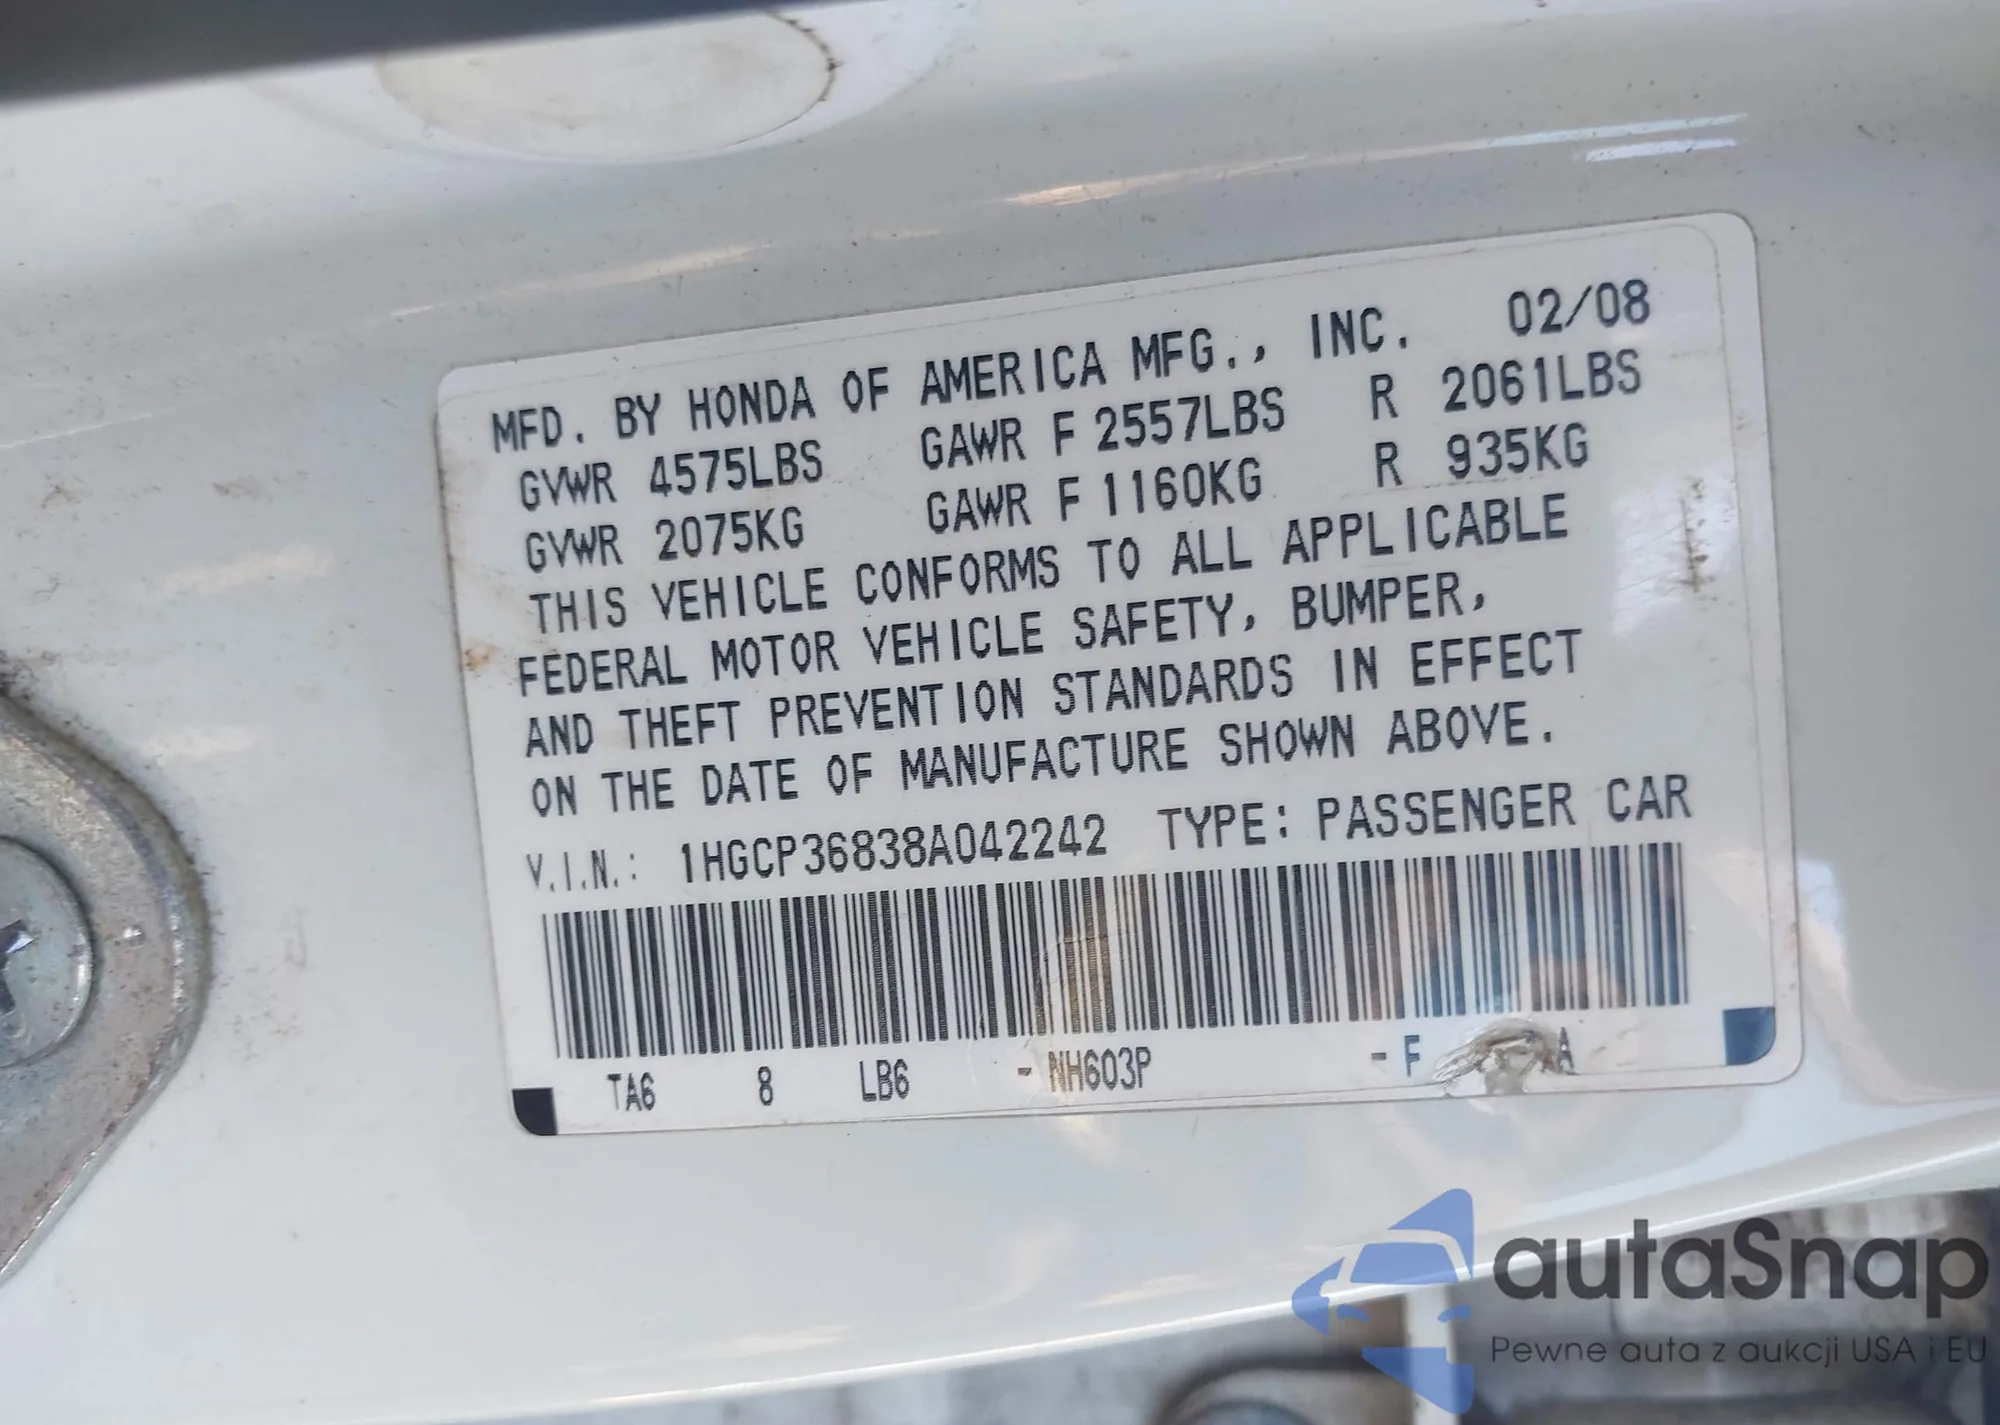 MFD. BY HONDA OF AMERICA MFG., INC. 02/08
GVWR 4575LBS GAWR F 2557LBS R 2061LBS
GVWR 2075KG GAWR F 1160KG R 935KG
THIS VEHICLE CONFORMS TO ALL APPLICABLE
FEDERAL MOTOR VEHICLE SAFETY, BUMPER,
AND THEFT PREVENTION STANDARDS IN EFFECT
ON THE DATE OF MANUFACTURE SHOWN ABOVE.
V.I.N.: 1HGCP36838A042242 TYPE: PASSENGER CAR
TA6 8 LB6 - NH603P - F A
autaSnap
Pewne auta z aukcji USA i EU